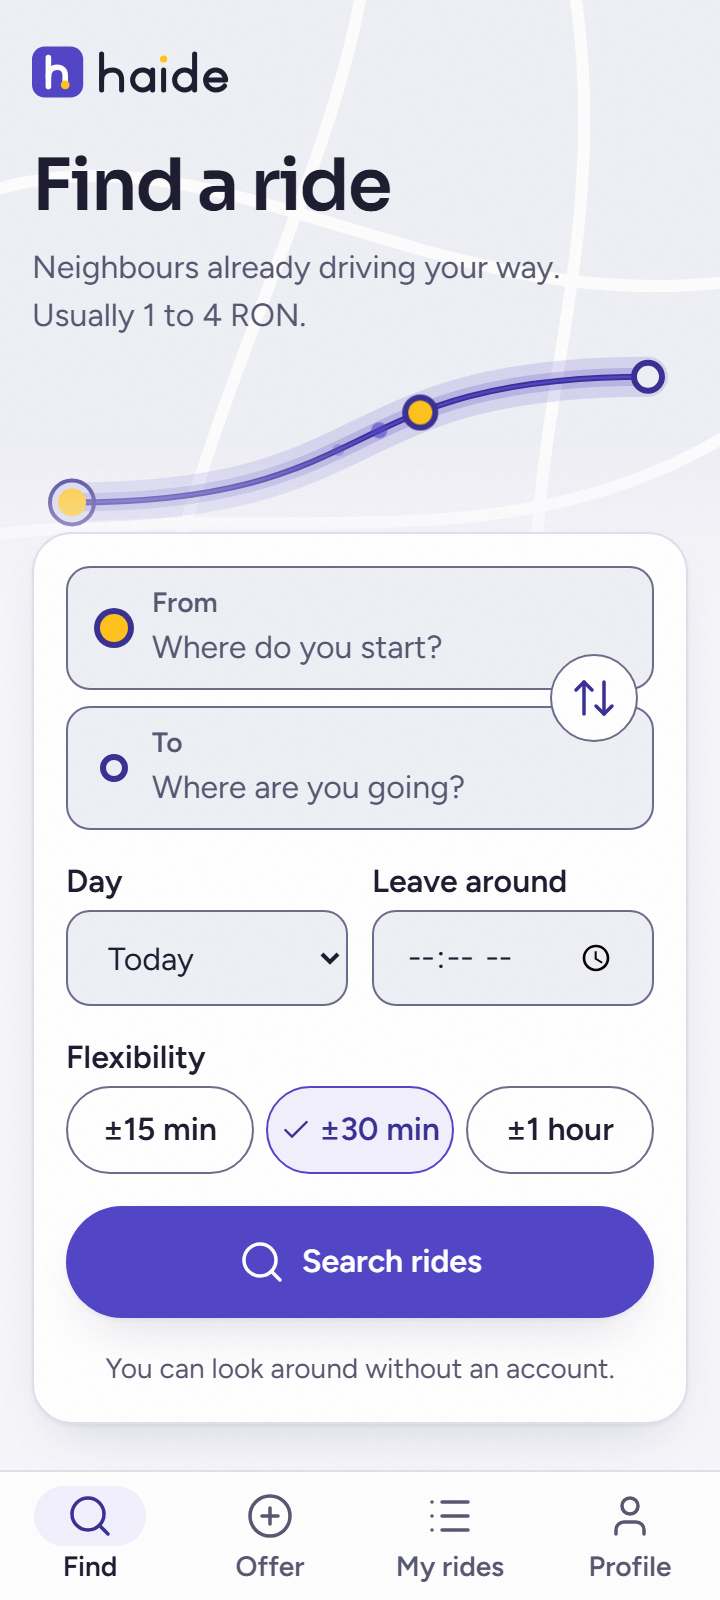 h haide
Find a ride
Neighbours already driving your way.
Usually 1 to 4 RON.
From
Where do you start?
To
Where are you going?
Day
Leave around
Today
--:-- --
Flexibility
±15 min
±30 min
±1 hour
Search rides
You can look around without an account.
Find
Offer
My rides
Profile